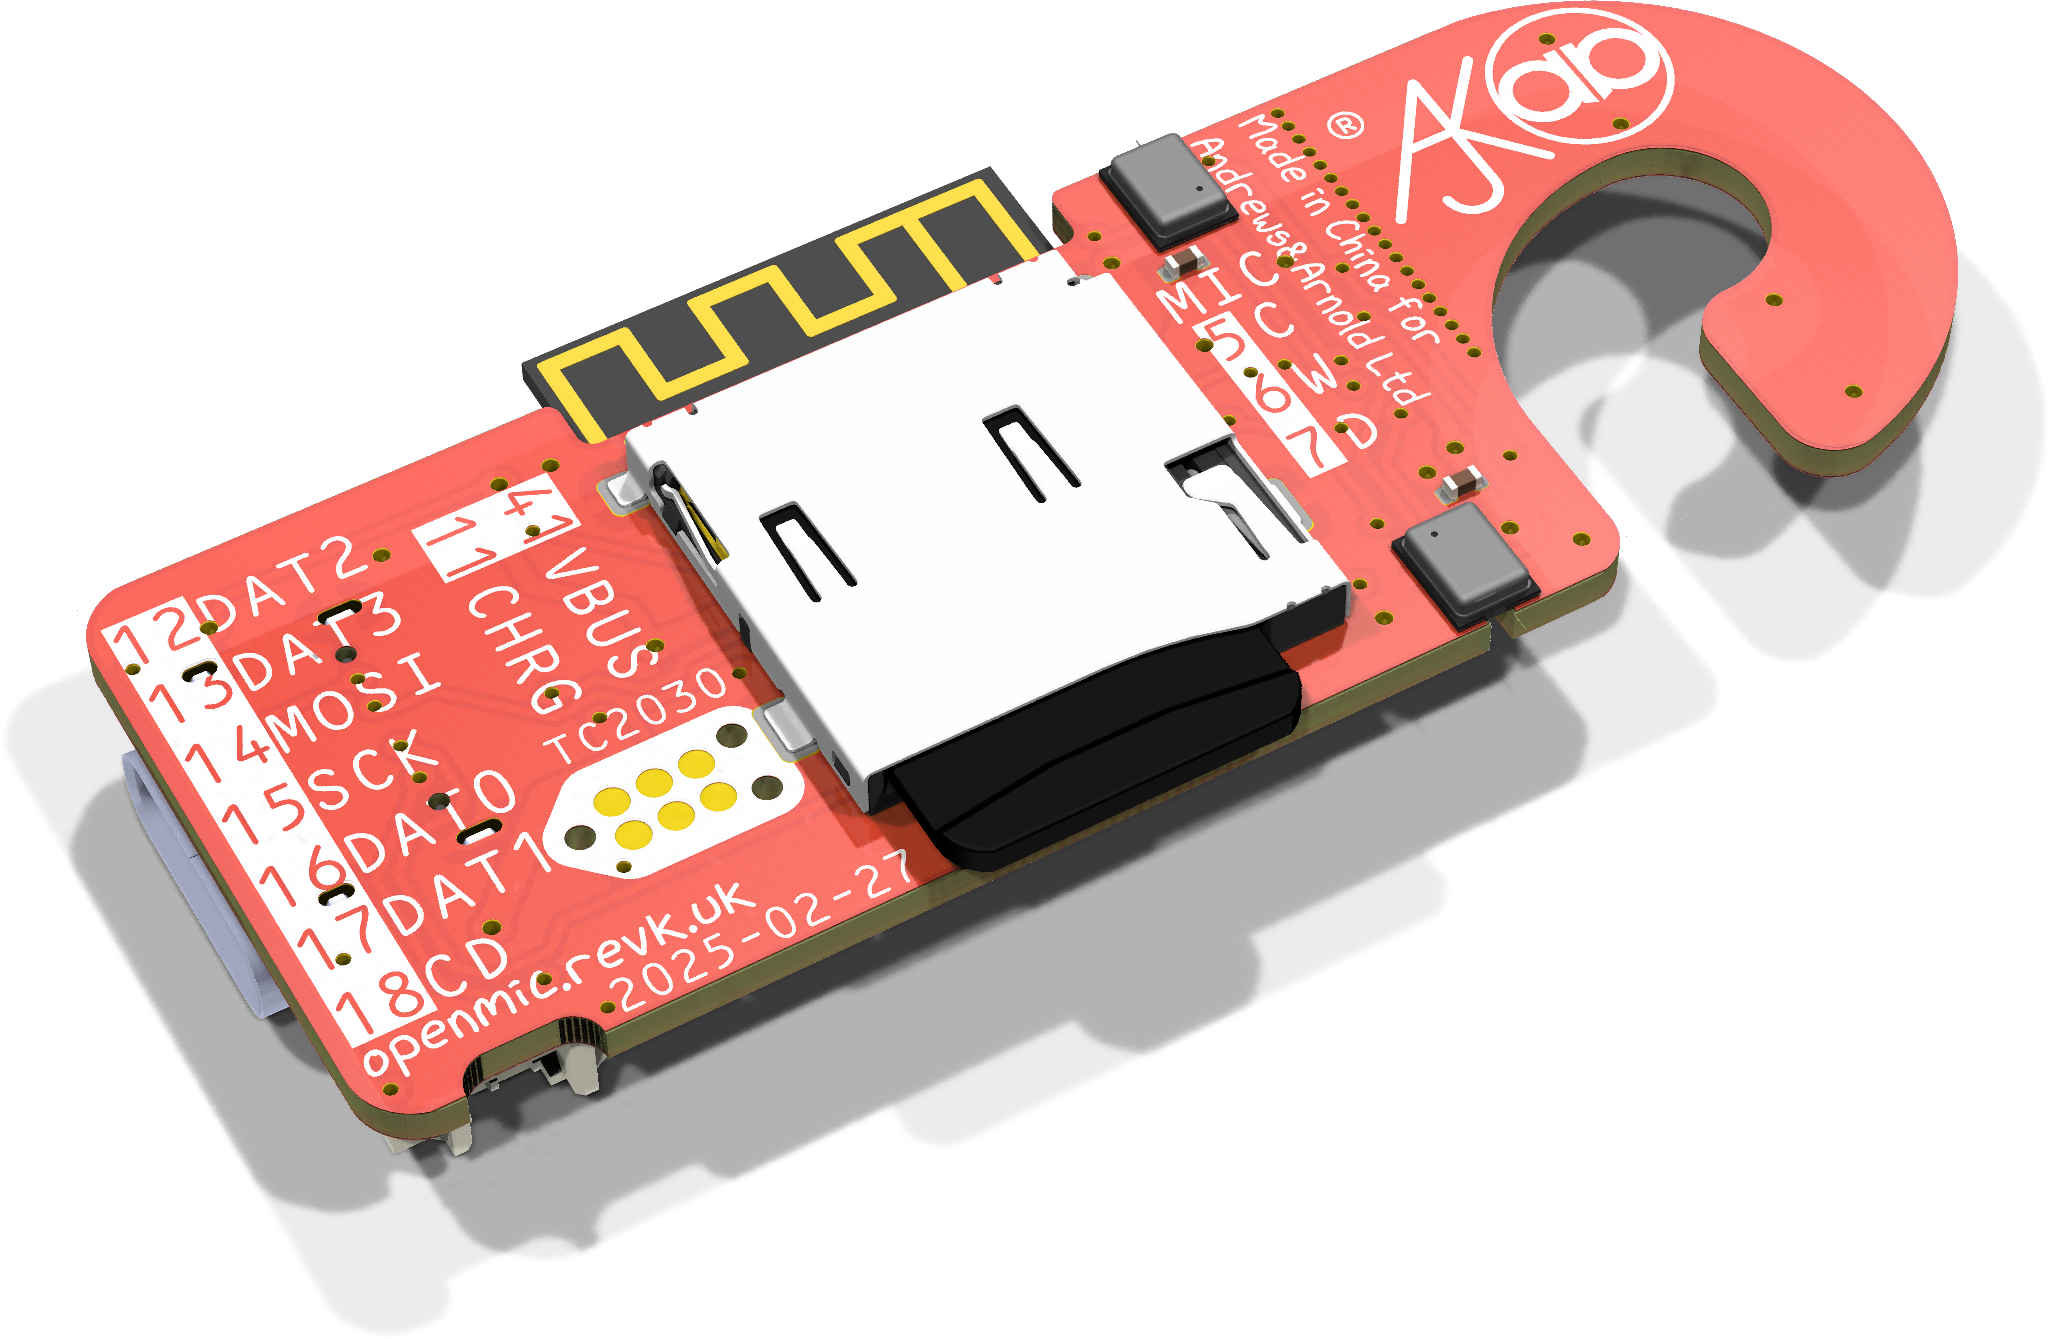 AJK
®
Made in China for
Andrews&Arnold Ltd
MIC
5C
6W
7D
41 VBUS
11 CHRG
12DAT2
13DAT3
14MOSI
15SCK
16DAT0
17DAT1
18CD
TC2030
openmic.revk.uk
2025-02-27